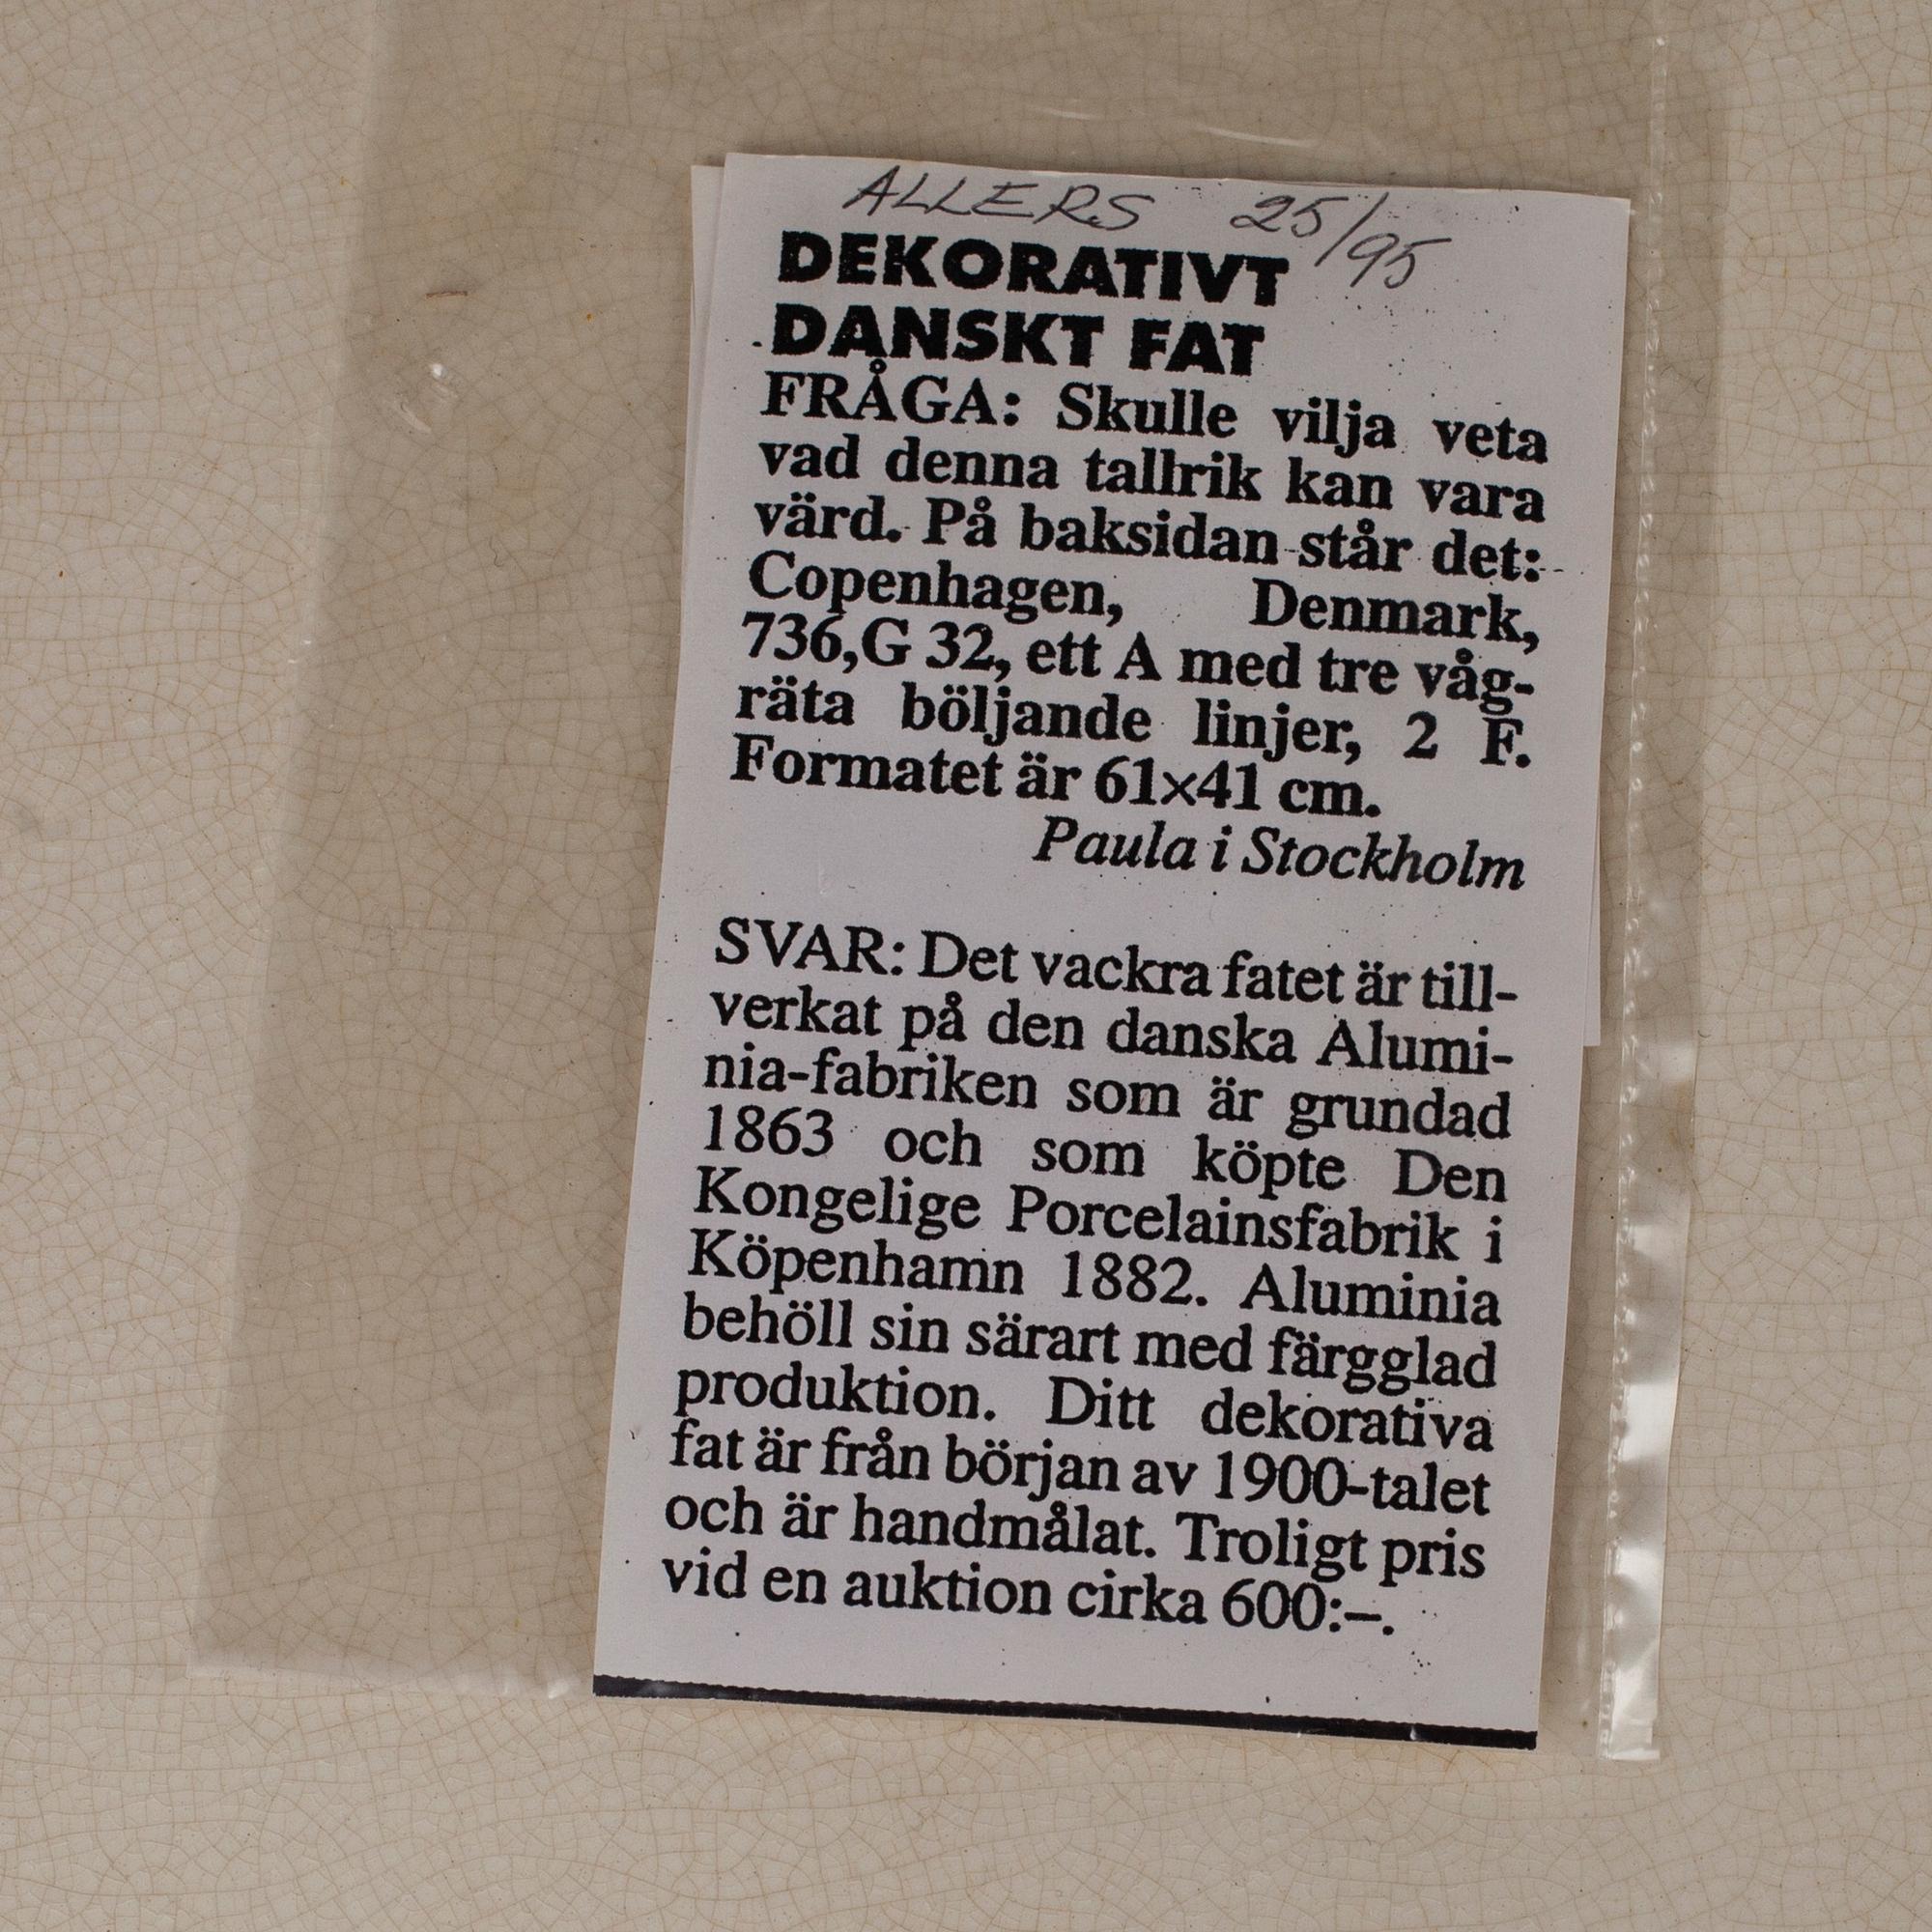 ALLERS 25/95
DEKORATIVT
DANSKT FAT
FRÅGA: Skulle vilja veta
vad denna tallrik kan vara
värd. På baksidan står det:
Copenhagen, Denmark,
736,G 32, ett A med tre våg-
räta böljande linjer, 2 F.
Formatet är 61×41 cm.
Paula i Stockholm
SVAR: Det vackra fatet är till-
verkat på den danska Alumi-
nia-fabriken som är grundad
1863 och som köpte Den
Kongelige Porcelainsfabrik i
Köpenhamn 1882. Aluminia
behöll sin särart med färgglad
produktion. Ditt dekorativa
fat är från början av 1900-talet
och är handmålat. Troligt pris
vid en auktion cirka 600:–.